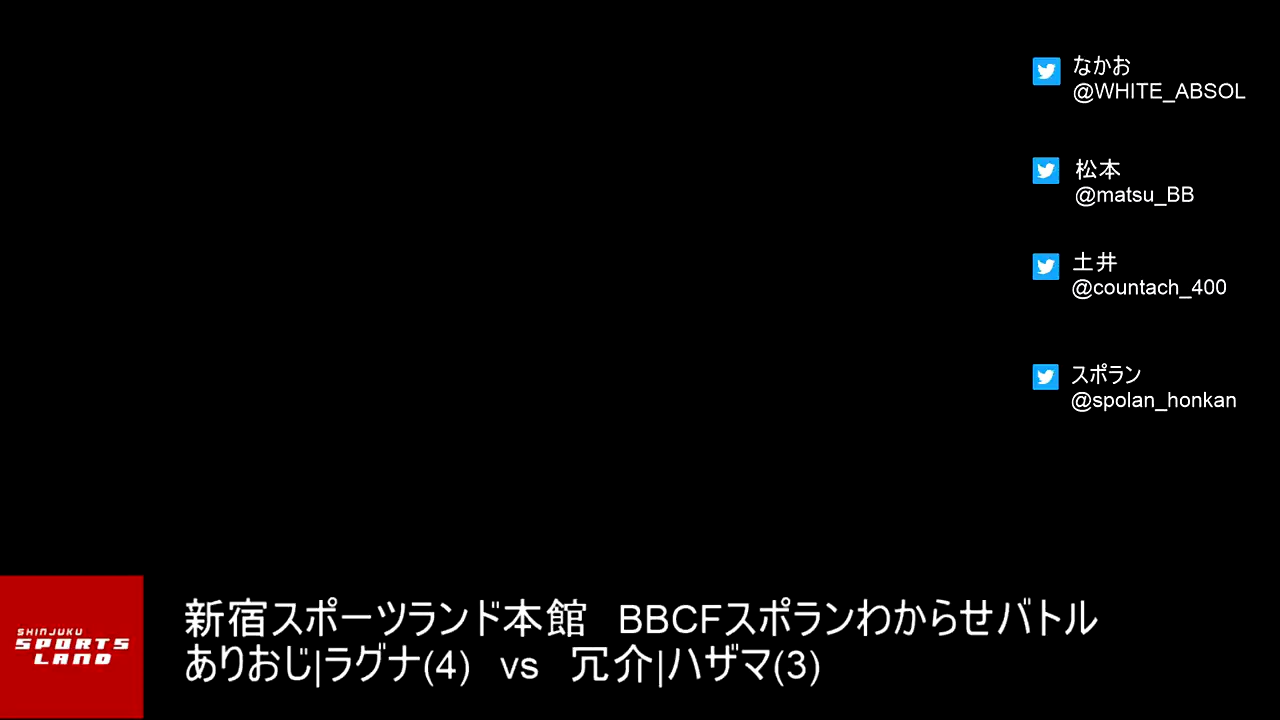 なかお
@WHITE_ABSOL
松本
@matsu_BB
土井
@countach_400
スポラン
@spolan_honkan
SHINJUKU
SPORTS
LAND
新宿スポーツランド本館　BBCFスポランわからせバトル
ありおじ|ラグナ(4)　vs　冗介|ハザマ(3)